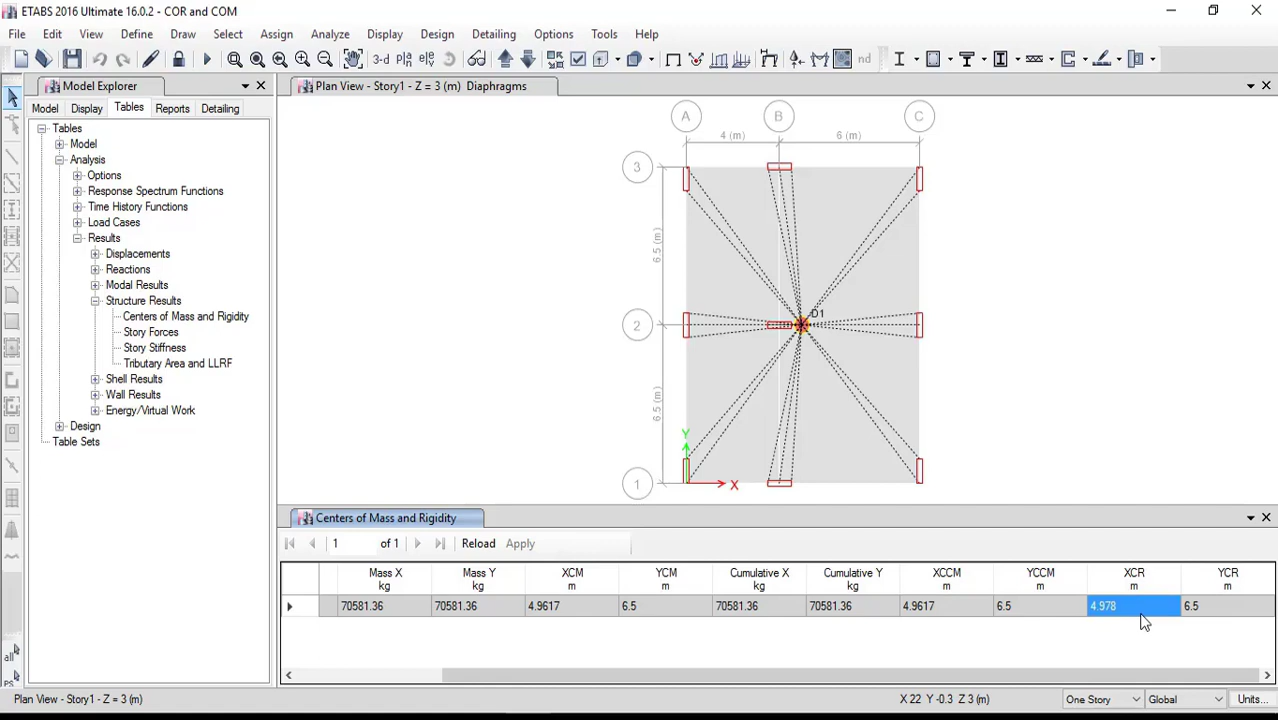 ETABS 2016 Ultimate 16.0.2 - COR and COM
File Edit View Define Draw Select Assign Analyze Display Design Detailing Options Tools Help
3-d pla ele nd
Model Explorer
Model Display Tables Reports Detailing
Tables
Model
Analysis
Options
Response Spectrum Functions
Time History Functions
Load Cases
Results
Displacements
Reactions
Modal Results
Structure Results
Centers of Mass and Rigidity
Story Forces
Story Stiffness
Tributary Area and LLRF
Shell Results
Wall Results
Energy/Virtual Work
Design
Table Sets
all
PS
Plan View - Story1 - Z = 3 (m) Diaphragms
A B C
4 (m) 6 (m)
3
6.5 (m)
D1
2
6.5 (m)
Y
1
X
Centers of Mass and Rigidity
1 of 1 Reload Apply
Mass X Mass Y XCM YCM Cumulative X Cumulative Y XCCM YCCM XCR YCR
kg kg m m kg kg m m m m
70581.36 70581.36 4.9617 6.5 70581.36 70581.36 4.9617 6.5 4.978 6.5
Plan View - Story1 - Z = 3 (m) X 22 Y -0.3 Z 3 (m) One Story Global Units...